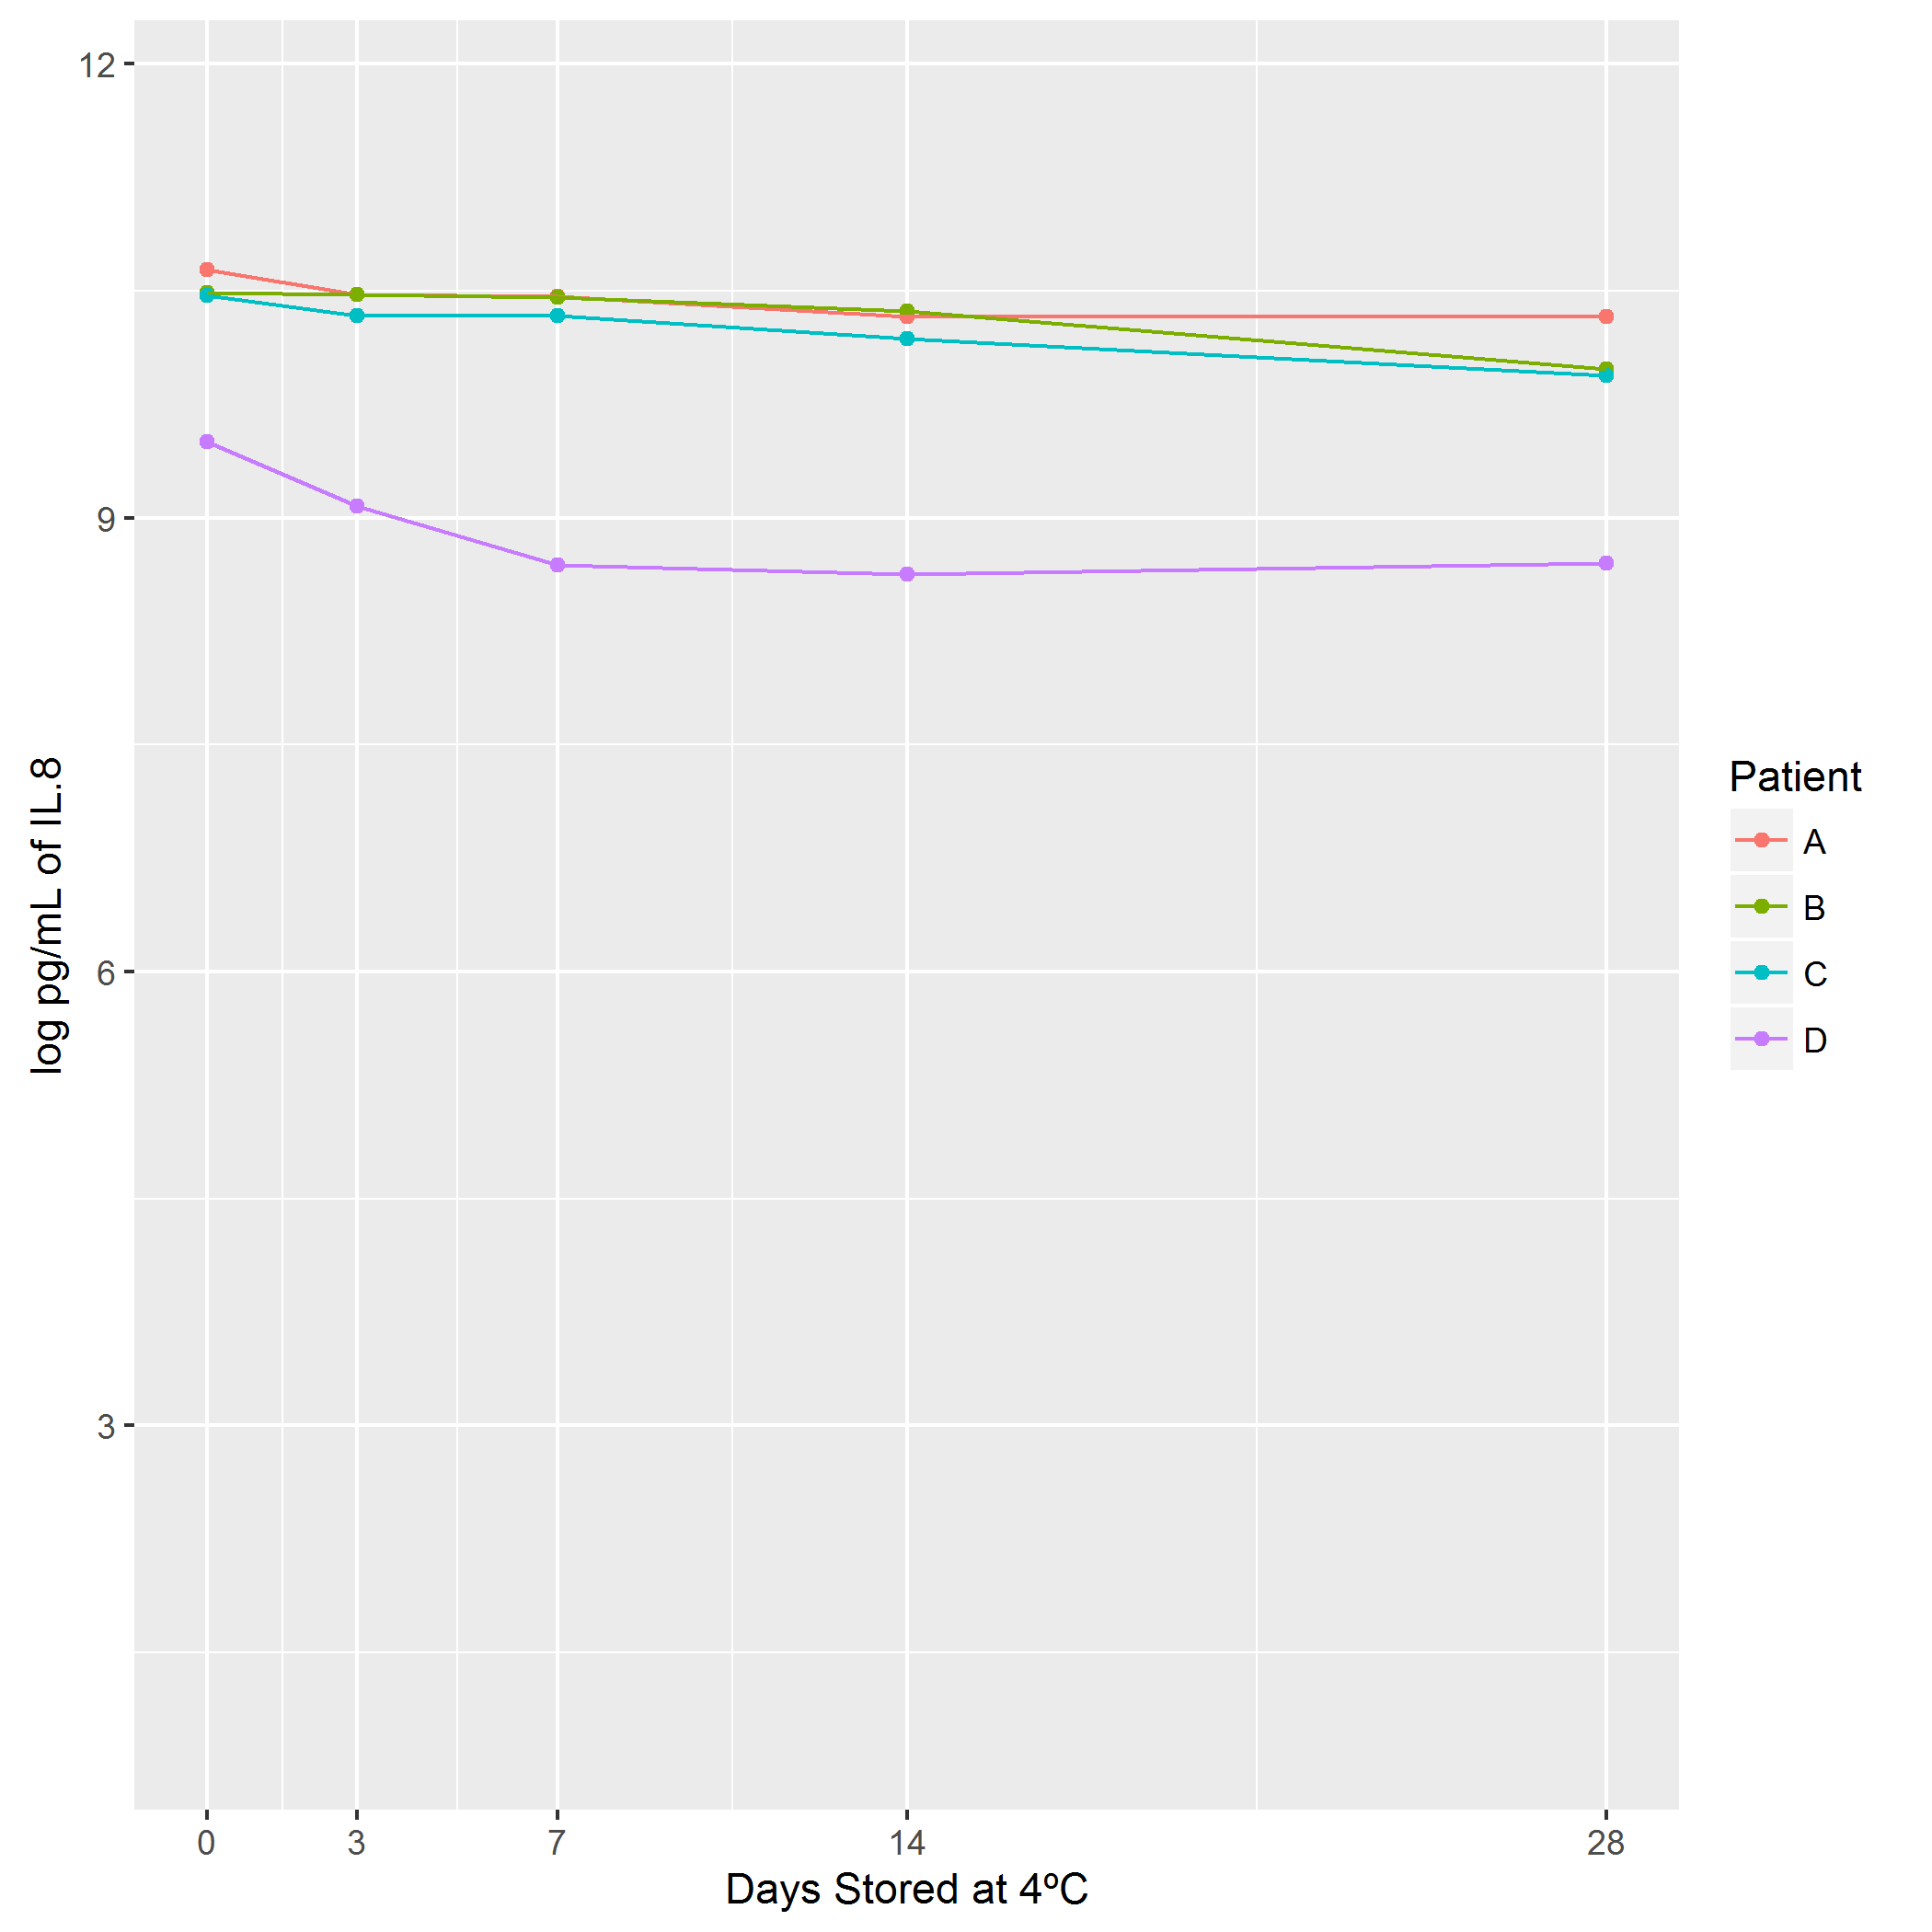 12
9
6
3
log pg/mL of IL.8
0 3 7 14 28
Days Stored at 4ºC
Patient
A
B
C
D